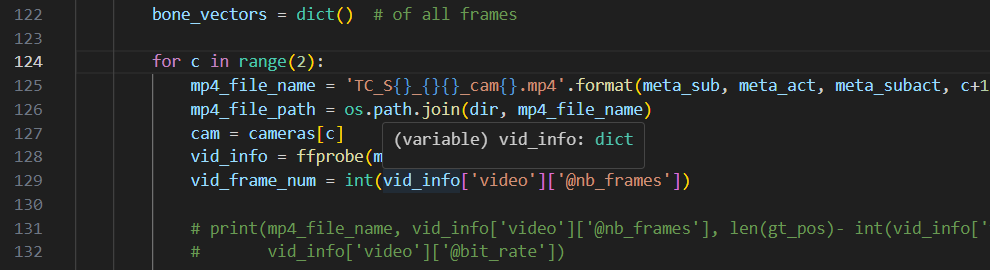 122 bone_vectors = dict()  # of all frames
123
124 for c in range(2):
125 mp4_file_name = 'TC_S{}_{}{}_cam{}.mp4'.format(meta_sub, meta_act, meta_subact, c+1
126 mp4_file_path = os.path.join(dir, mp4_file_name)
127 cam = cameras[c]
(variable) vid_info: dict
128 vid_info = ffprobe(m
129 vid_frame_num = int(vid_info['video']['@nb_frames'])
130
131 # print(mp4_file_name, vid_info['video']['@nb_frames'], len(gt_pos)- int(vid_info['
132 #       vid_info['video']['@bit_rate'])